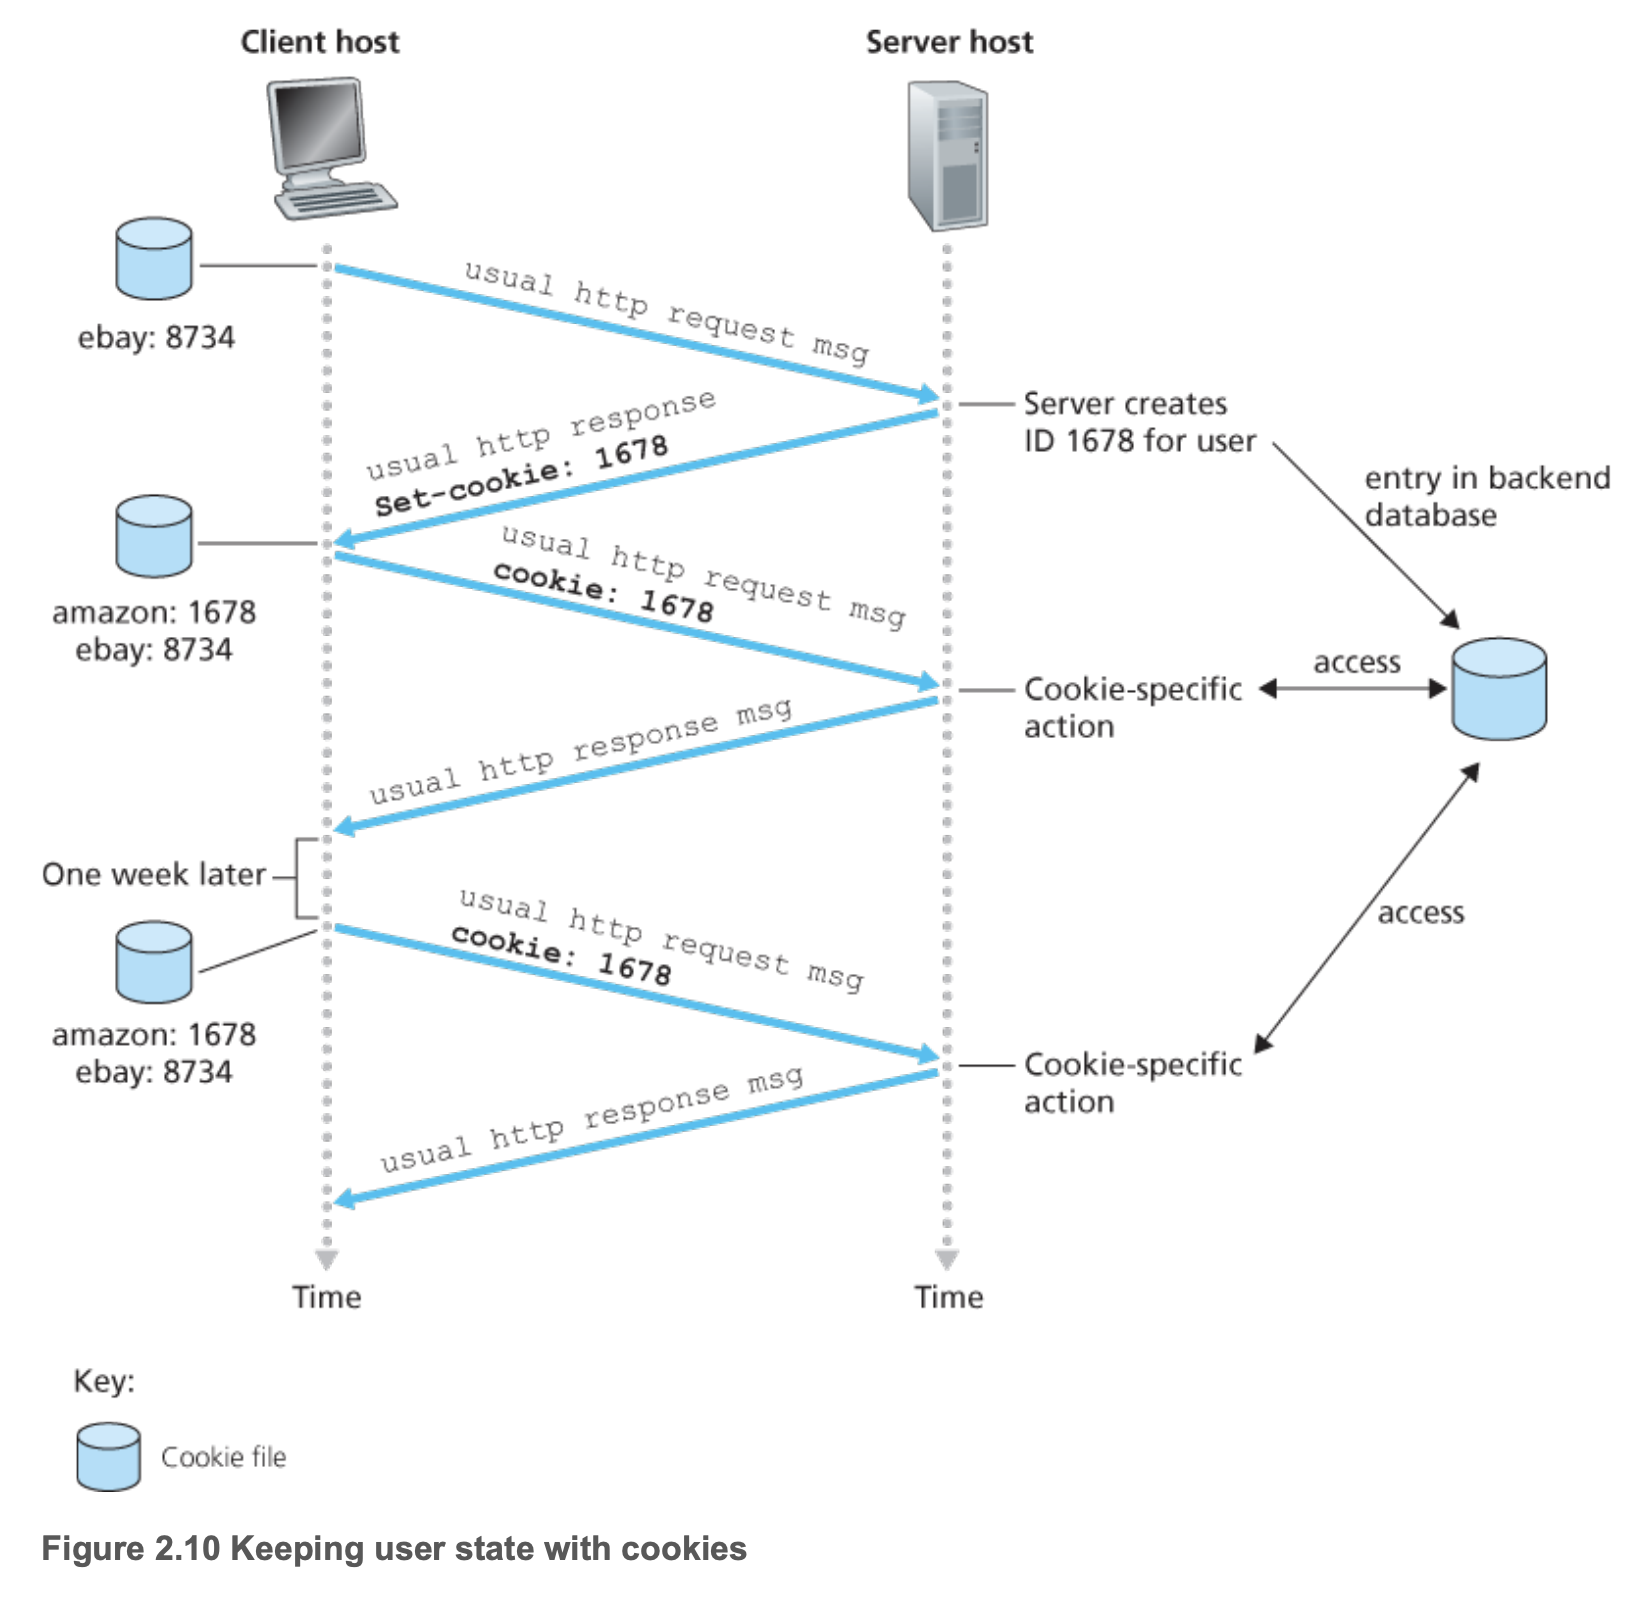 Client host
Server host
ebay: 8734
usual http request msg
Server creates
ID 1678 for user
entry in backend
database
usual http response
Set-cookie: 1678
amazon: 1678
ebay: 8734
usual http request msg
cookie: 1678
Cookie-specific
action
access
usual http response msg
One week later
amazon: 1678
ebay: 8734
usual http request msg
cookie: 1678
access
Cookie-specific
action
usual http response msg
Time
Time
Key:
Cookie file
Figure 2.10 Keeping user state with cookies